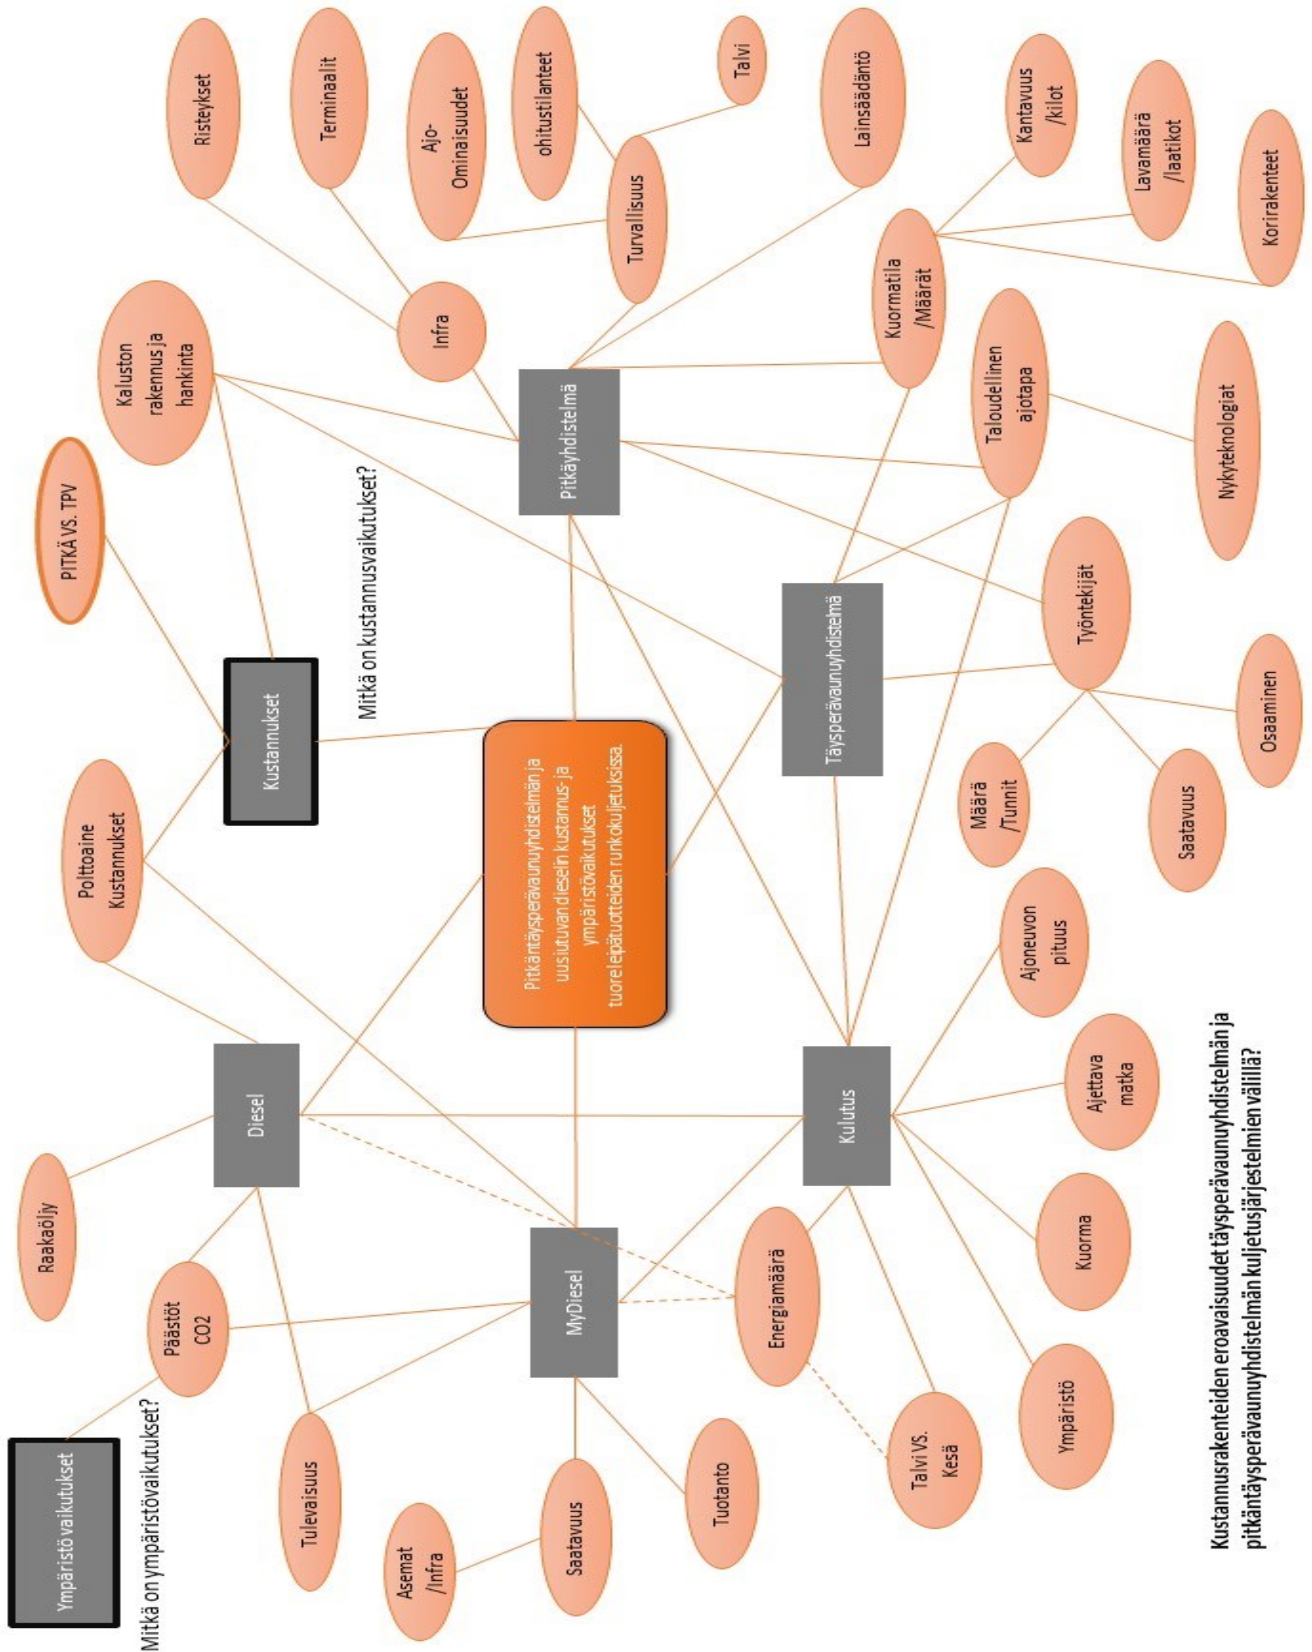 Ympäristövaikutukset
Mitkä on ympäristövaikutukset?
Raakaöljy
Päästöt
CO2
Tulevaisuus
Asemat
/Infra
Saatavuus
Tuotanto
MyDiesel
Diesel
Polttoaine
Kustannukset
PITKÄ VS. TPV
Kustannukset
Mitkä on kustannusvaikutukset?
Kaluston
rakennus ja
hankinta
Risteykset
Terminaalit
Infra
Ajo-
Ominaisuudet
ohitustilanteet
Talvi
Turvallisuus
Lainsäädäntö
Pitkäyhdistelmä
Pitkäntäysperävaunuyhdistelmän ja
uusiutuvan dieselin kustannus- ja
ympäristövaikutukset
tuoreleipätuotteiden runkokuljetuksissa.
Kuormatila
/Määrät
Kantavuus
/kilot
Lavamäärä
/laatikot
Korirakenteet
Taloudellinen
ajotapa
Nykyteknologiat
Täysperävaunuyhdistelmä
Työntekijät
Määrä
/Tunnit
Saatavuus
Osaaminen
Energiamäärä
Kulutus
Talvi VS.
Kesä
Ympäristö
Kuorma
Ajettava
matka
Ajoneuvon
pituus
Kustannusrakenteiden eroavaisuudet täysperävaunuyhdistelmän ja
pitkäntäysperävaunuyhdistelmän kuljetusjärjestelmien välillä?